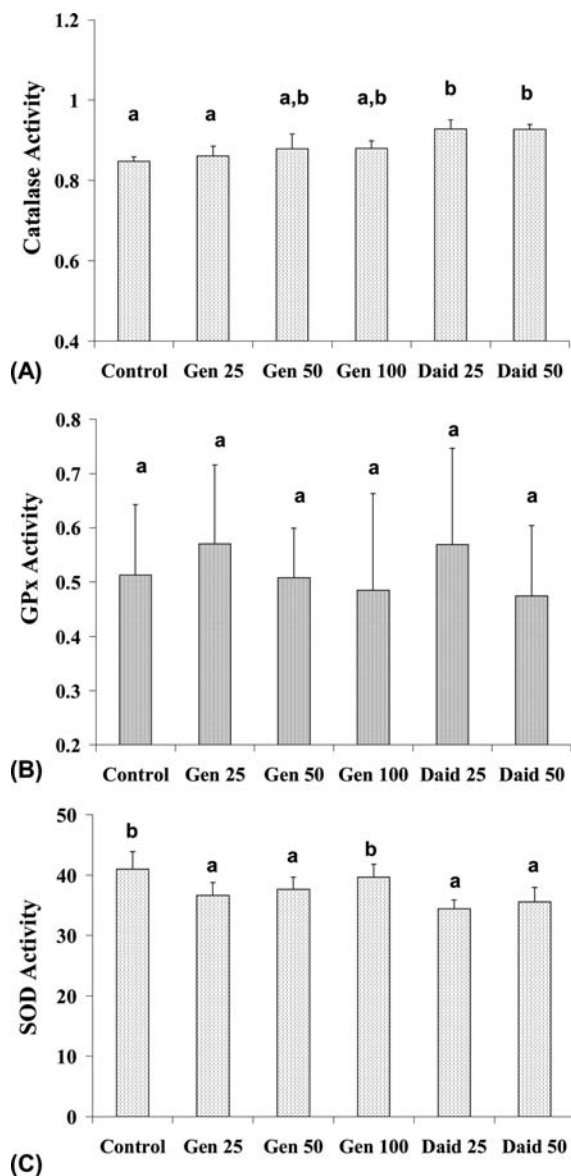 1.2
1
0.8
0.6
0.4
Catalase Activity
a a a,b a,b b b
(A)
Control Gen 25 Gen 50 Gen 100 Daid 25 Daid 50
0.8
0.7
0.6
0.5
0.4
0.3
0.2
GPx Activity
a a a a a a
(B)
Control Gen 25 Gen 50 Gen 100 Daid 25 Daid 50
50
40
30
20
10
0
SOD Activity
b a a b a a
Control Gen 25 Gen 50 Gen 100 Daid 25 Daid 50
(C)